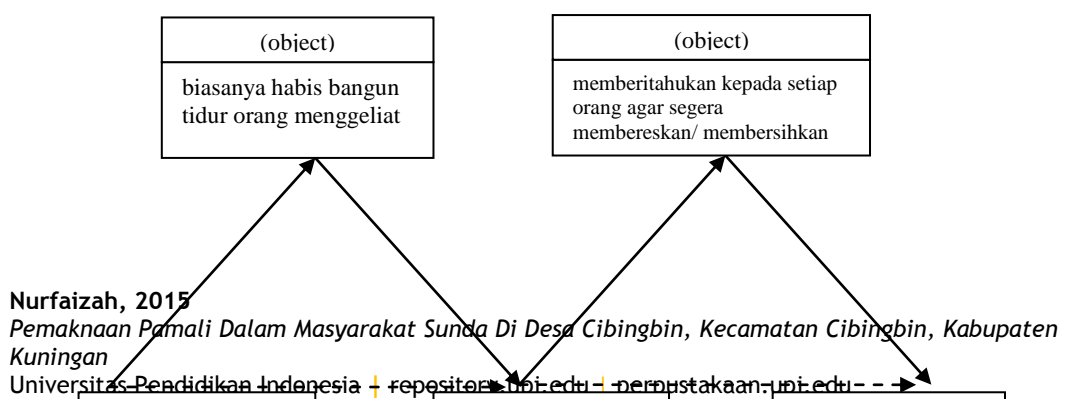 (object)
biasanya habis bangun
tidur orang menggeliat
(object)
memberitahukan kepada setiap
orang agar segera
membereskan/ membersihkan
Nurfaizah, 2015
Pemaknaan Pamali Dalam Masyarakat Sunda Di Desa Cibingbin, Kecamatan Cibingbin, Kabupaten
Kuningan
Universitas Pendidikan Indonesia | repository.upi.edu | perpustakaan.upi.edu